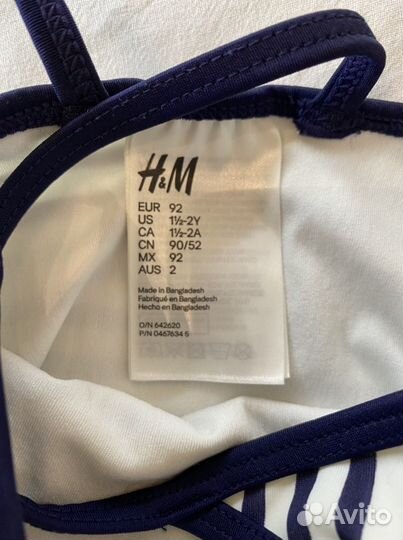 H&M
EUR 92
US 1½-2Y
CA 1½-2A
CN 90/52
MX 92
AUS 2
Made in Bangladesh
Fabriqué en Bangladesh
Hecho en Bangladesh
O/N 642620
P/N 0467634 5
Avito